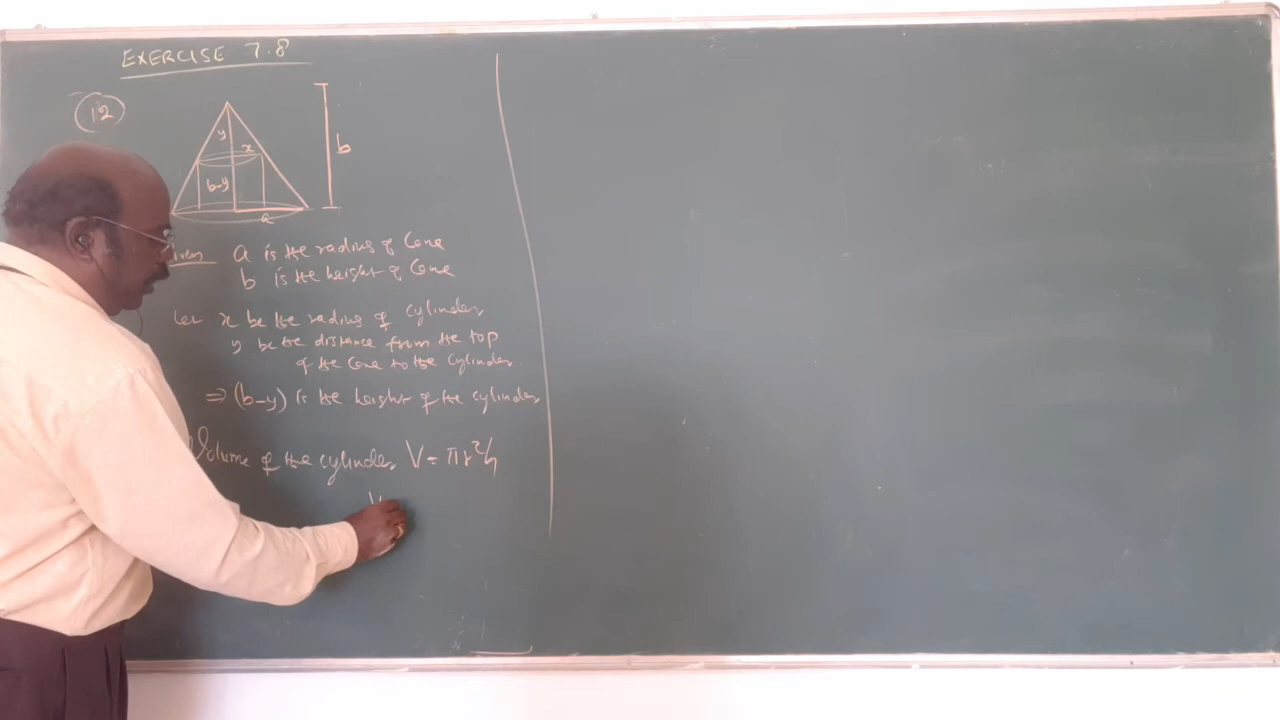 EXERCISE 7.8
12
y
x
b
b-y
a
a is the radius of Cone
b is the height of Cone
Let x be the radius of cylinder
y be the distance from the top
of the Cone to the cylinder
⇒ (b-y) is the height of the cylinder
Volume of the cylinder V = πr²h
V